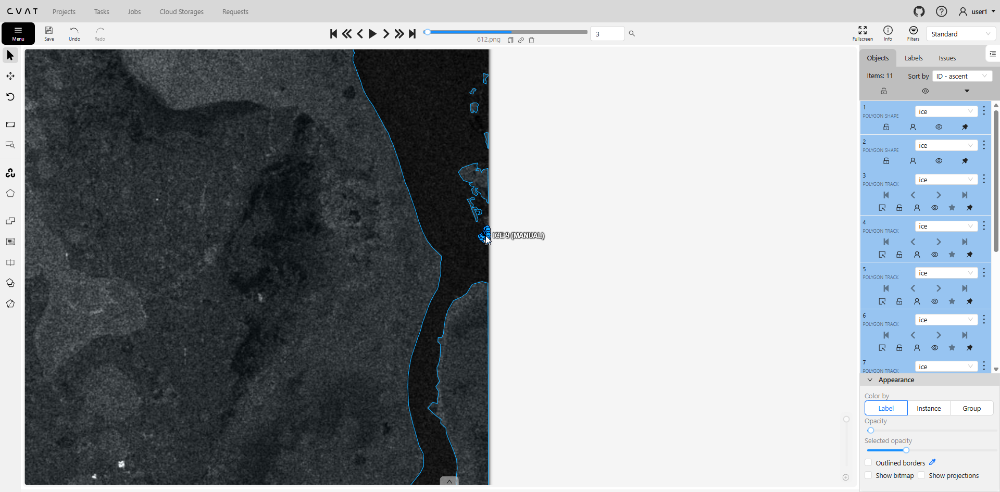 CVAT Projects Tasks Jobs Cloud Storages Requests user1
Menu Save Undo Redo 612.png 3 Fullscreen Info Filters Standard
Objects Labels Issues
Items: 11 Sort by ID - ascent
1 POLYGON SHAPE ice
2 POLYGON SHAPE ice
3 POLYGON TRACK ice
4 POLYGON TRACK ice
ICE 9 (MANUAL)
5 POLYGON TRACK ice
6 POLYGON TRACK ice
7 POLYGON TRACK ice
Appearance
Color by
Label Instance Group
Opacity
Selected opacity
Outlined borders
Show bitmap Show projections